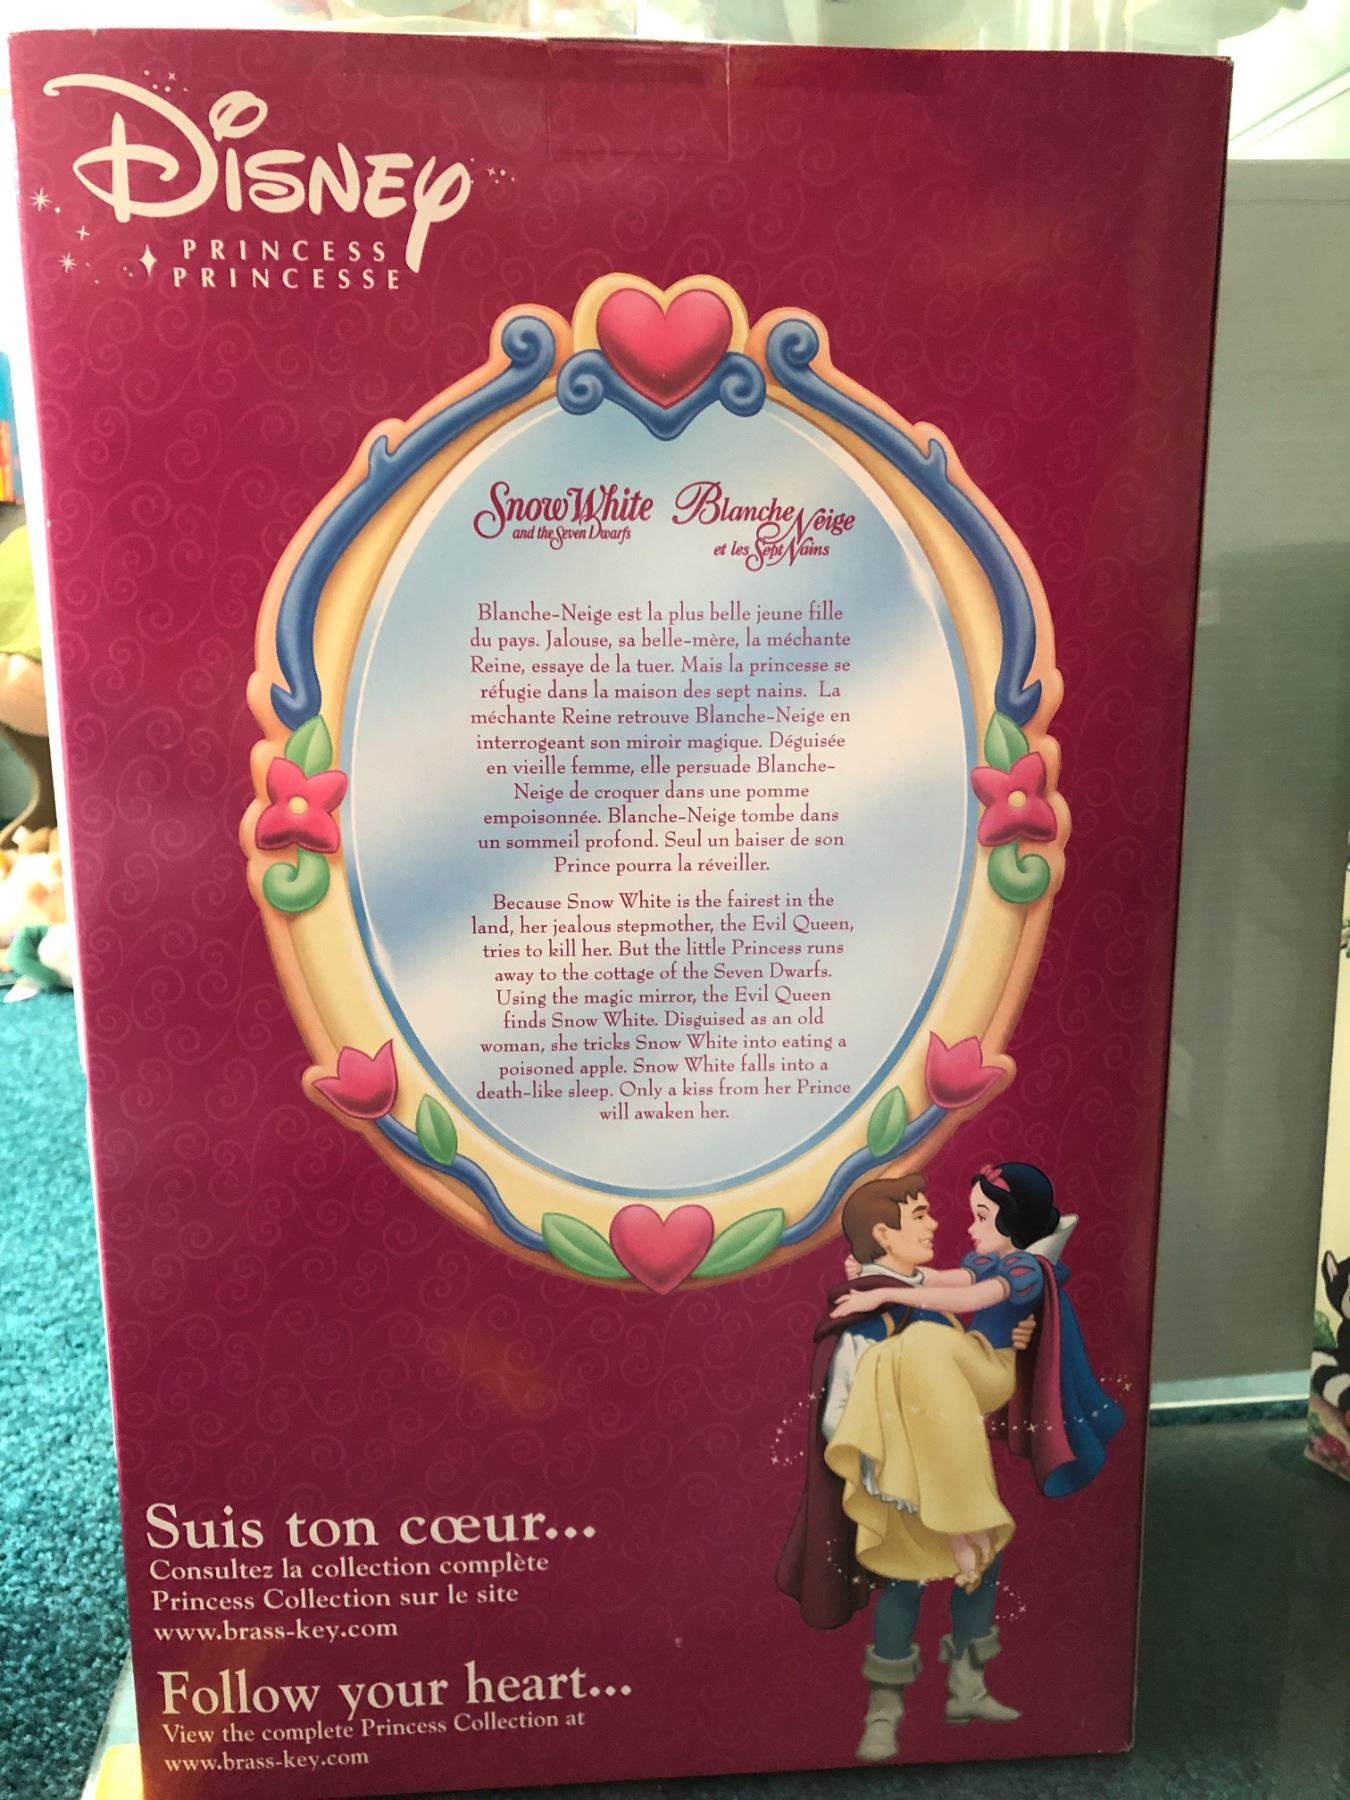 Disney
PRINCESS
PRINCESSE
Snow White
and the Seven Dwarfs
Blanche Neige
et les Sept Nains
Blanche-Neige est la plus belle jeune fille
du pays. Jalouse, sa belle-mère, la méchante
Reine, essaye de la tuer. Mais la princesse se
réfugie dans la maison des sept nains. La
méchante Reine retrouve Blanche-Neige en
interrogeant son miroir magique. Déguisée
en vieille femme, elle persuade Blanche-
Neige de croquer dans une pomme
empoisonnée. Blanche-Neige tombe dans
un sommeil profond. Seul un baiser de son
Prince pourra la réveiller.
Because Snow White is the fairest in the
land, her jealous stepmother, the Evil Queen,
tries to kill her. But the little Princess runs
away to the cottage of the Seven Dwarfs.
Using the magic mirror, the Evil Queen
finds Snow White. Disguised as an old
woman, she tricks Snow White into eating a
poisoned apple. Snow White falls into a
death-like sleep. Only a kiss from her Prince
will awaken her.
Suis ton cœur...
Consultez la collection complète
Princess Collection sur le site
www.brass-key.com
Follow your heart...
View the complete Princess Collection at
www.brass-key.com